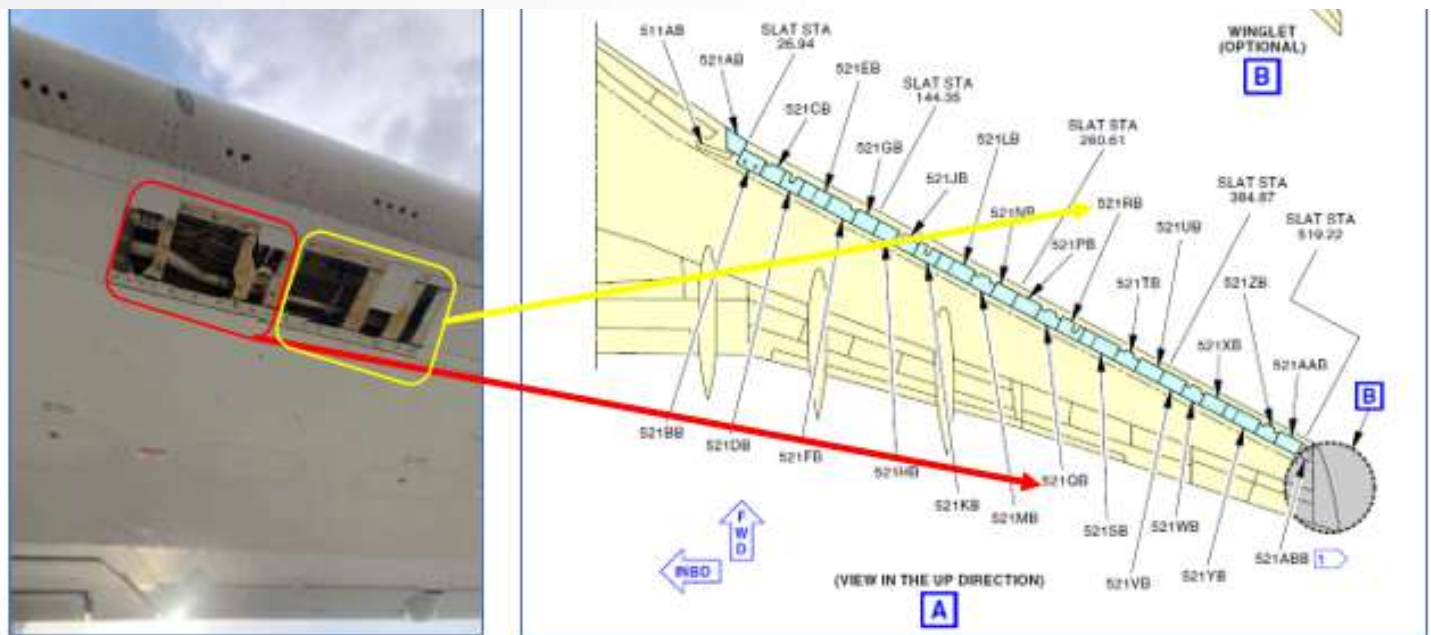 WINGLET
(OPTIONAL)
B
511AB
SLAT STA
26.94
521AB
521EB
SLAT STA
144.35
521CB
521GB
521LB
SLAT STA
260.61
521JB
521NB
521RB
SLAT STA
384.87
521PB
521UB
SLAT STA
519.22
521TB
521ZB
521XB
521AAB
B
521BB
521DB
521FB
521HB
521KB
521MB
521QB
521SB
521VB
521WB
521YB
521ABB
1
FWD
INBD
(VIEW IN THE UP DIRECTION)
A